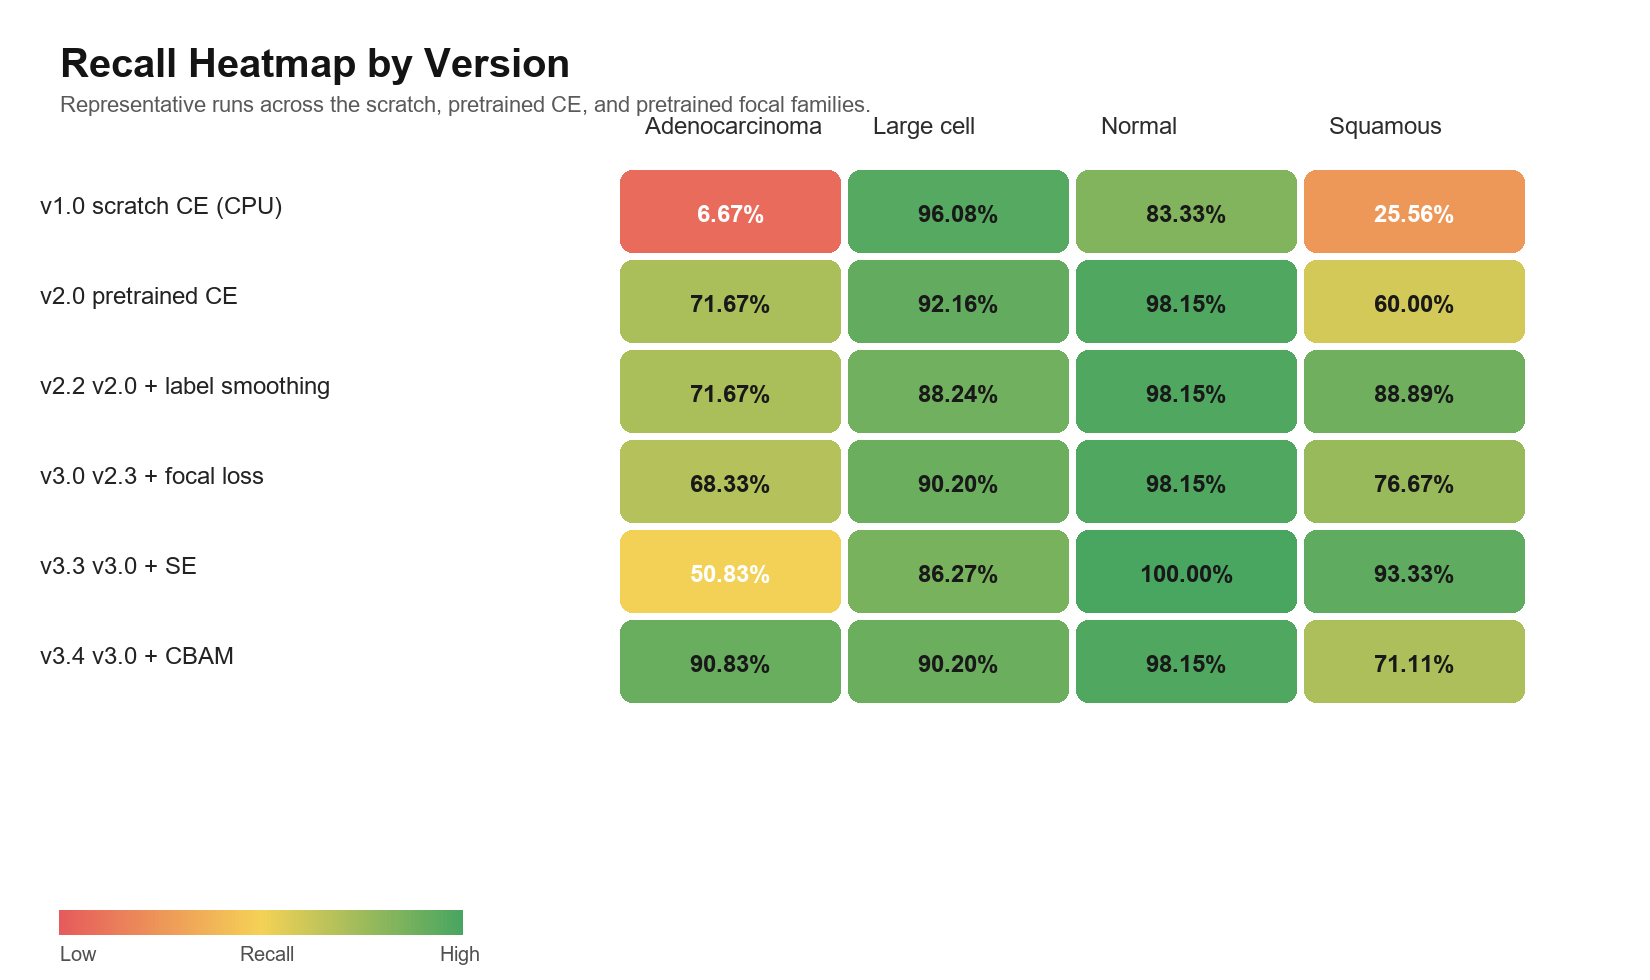 Recall Heatmap by Version
Representative runs across the scratch, pretrained CE, and pretrained focal families.
Adenocarcinoma Large cell Normal Squamous
v1.0 scratch CE (CPU) 6.67% 96.08% 83.33% 25.56%
v2.0 pretrained CE 71.67% 92.16% 98.15% 60.00%
v2.2 v2.0 + label smoothing 71.67% 88.24% 98.15% 88.89%
v3.0 v2.3 + focal loss 68.33% 90.20% 98.15% 76.67%
v3.3 v3.0 + SE 50.83% 86.27% 100.00% 93.33%
v3.4 v3.0 + CBAM 90.83% 90.20% 98.15% 71.11%
Low Recall High